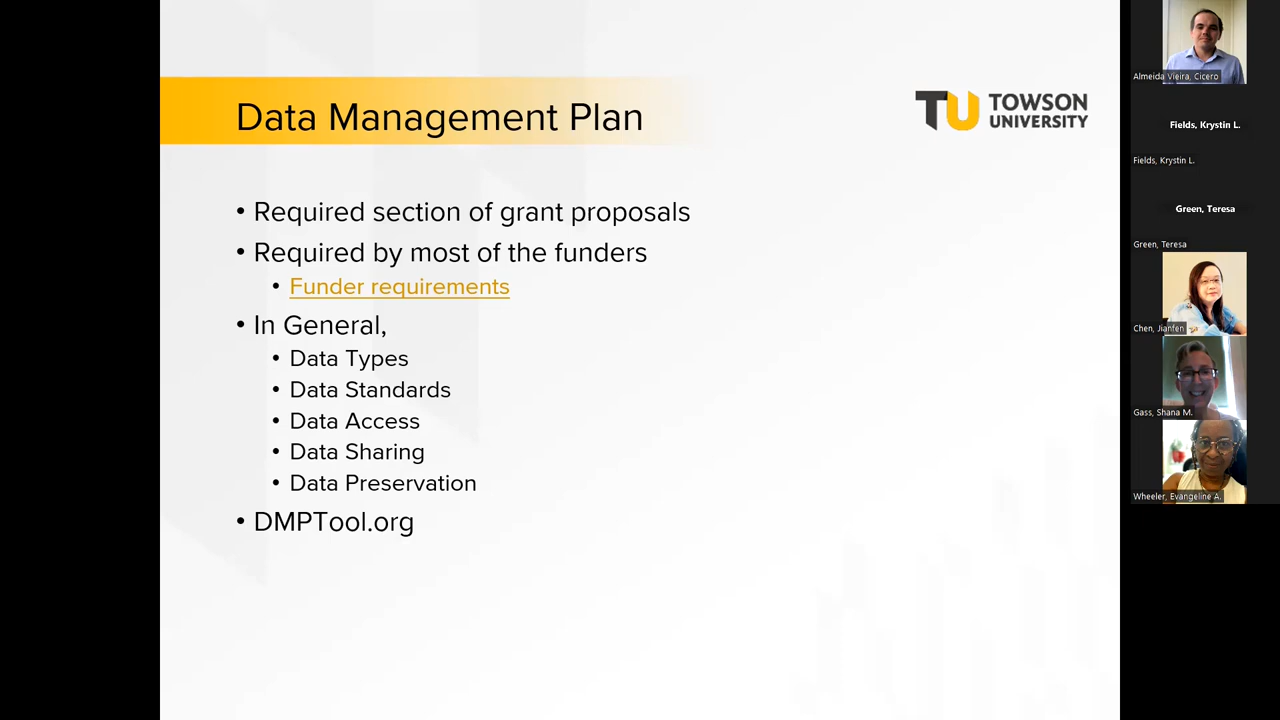 Data Management Plan
TU TOWSON
UNIVERSITY
• Required section of grant proposals
• Required by most of the funders
• Funder requirements
• In General,
• Data Types
• Data Standards
• Data Access
• Data Sharing
• Data Preservation
• DMPTool.org
Almeida Vieira, Cicero
Fields, Krystin L.
Fields, Krystin L.
Green, Teresa
Green, Teresa
Chen, Jianfen
Gass, Shana M.
Wheeler, Evangeline A.